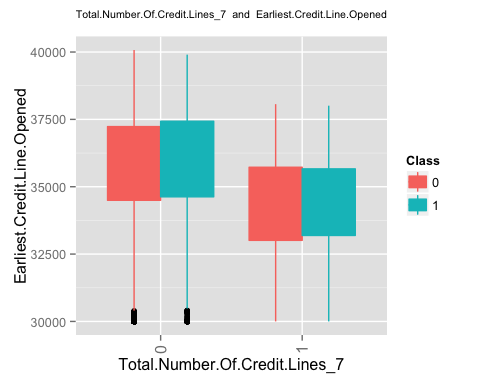 Total.Number.Of.Credit.Lines_7 and Earliest.Credit.Line.Opened
Earliest.Credit.Line.Opened
40000
37500
35000
32500
30000
0
1
Total.Number.Of.Credit.Lines_7
Class
0
1